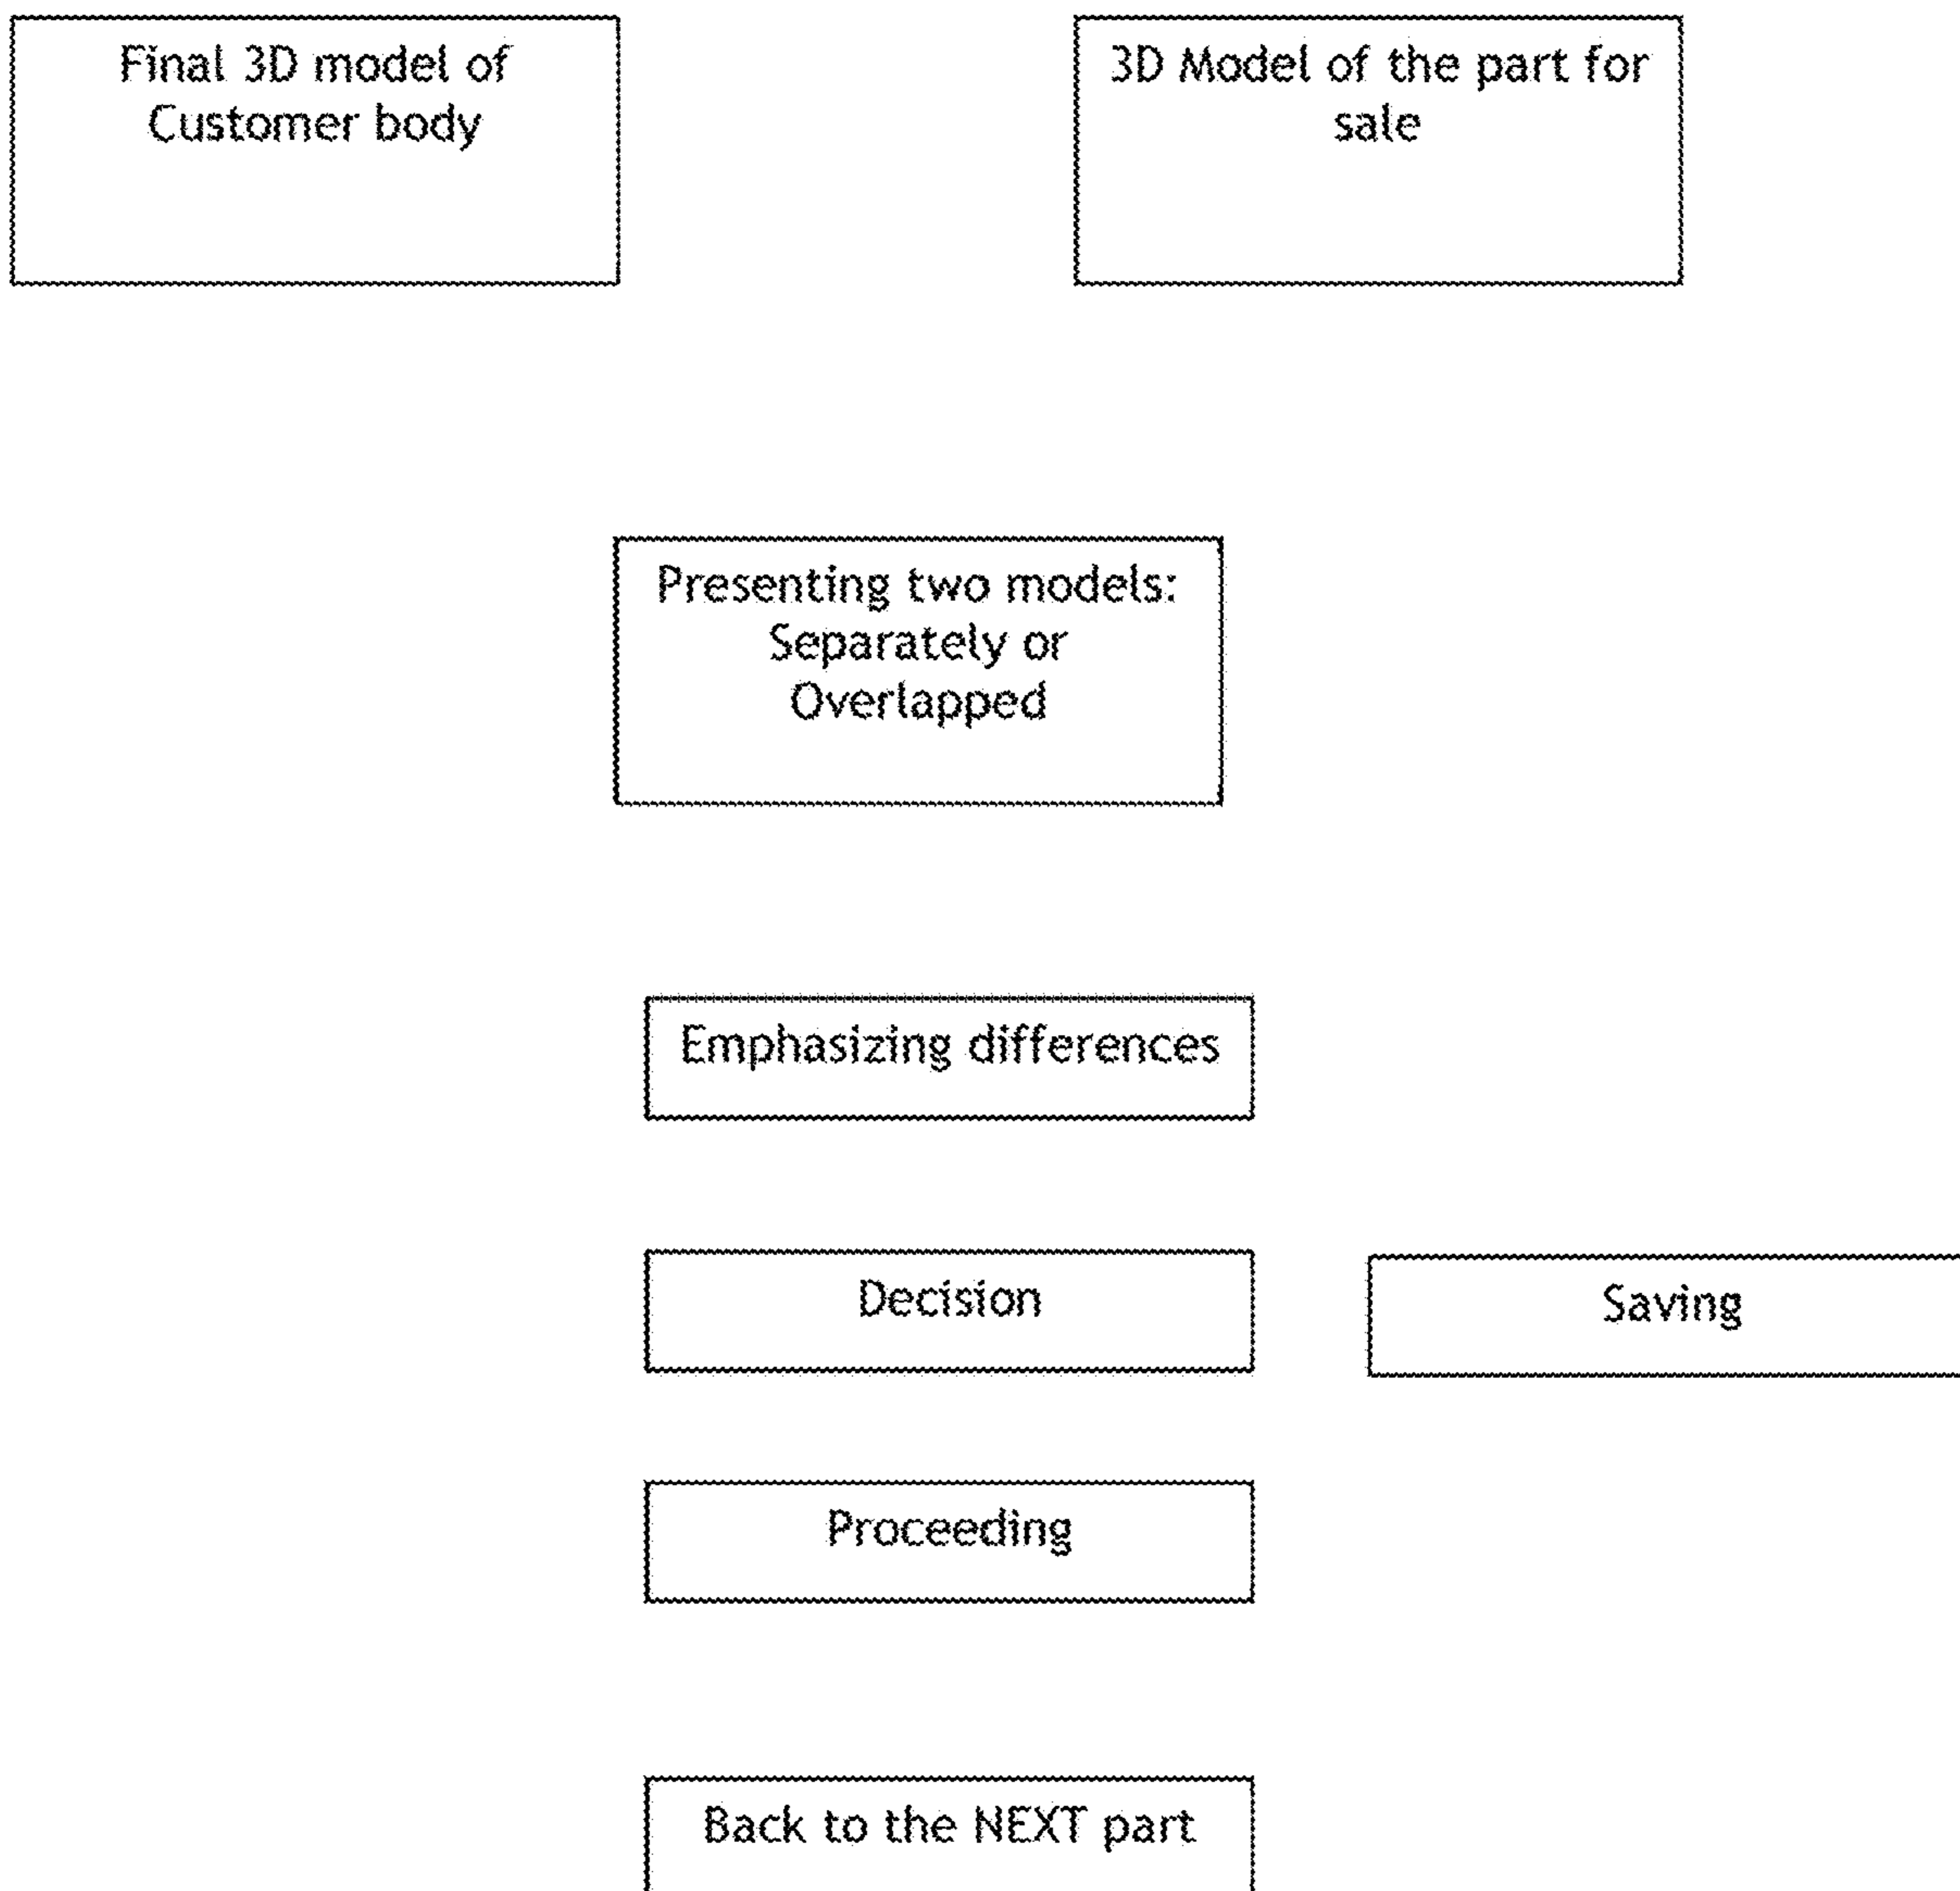 Final 3D model of
Customer body
3D Model of the part for
sale
Presenting two models:
Separately or
Overlapped
Emphasizing differences
Decision
Saving
Proceeding
Back to the NEXT part